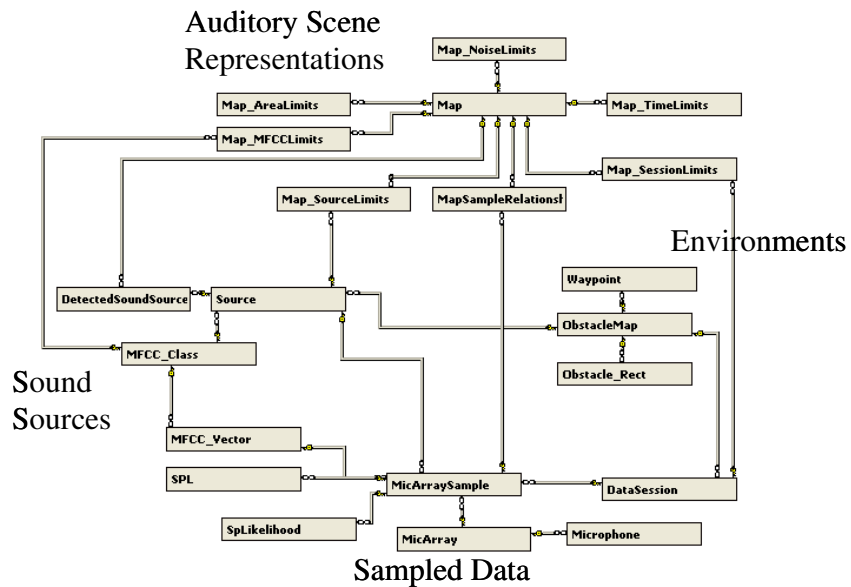 Auditory Scene
Representations
Map_NoiseLimits
Map_AreaLimits
Map
Map_TimeLimits
Map_MFCCLimits
Map_SessionLimits
Map_SourceLimits
MapSampleRelationsh
Environments
Waypoint
DetectedSoundSource
Source
ObstacleMap
MFCC_Class
Obstacle_Rect
Sound
Sources
MFCC_Vector
SPL
MicArraySample
DataSession
SpLikelihood
MicArray
Microphone
Sampled Data